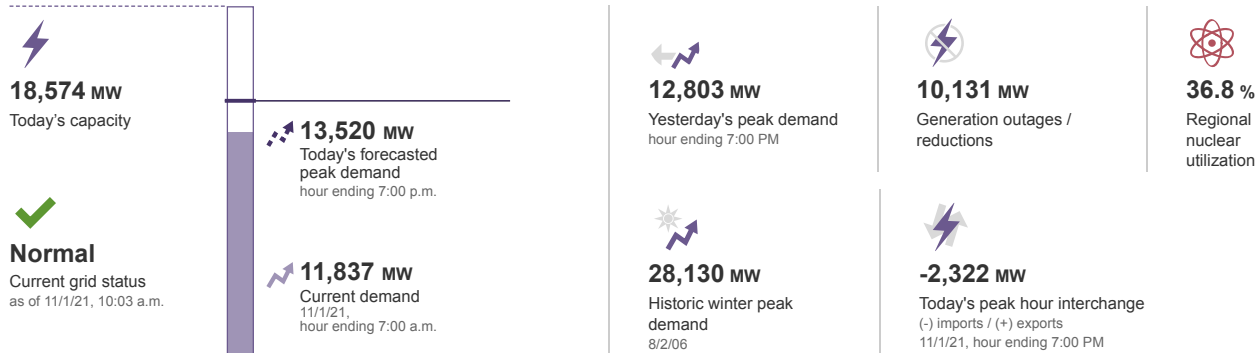 18,574 MW
Today's capacity
Normal
Current grid status
as of 11/1/21, 10:03 a.m.
13,520 MW
Today's forecasted
peak demand
hour ending 7:00 p.m.
11,837 MW
Current demand
11/1/21,
hour ending 7:00 a.m.
12,803 MW
Yesterday's peak demand
hour ending 7:00 PM
10,131 MW
Generation outages /
reductions
36.8 %
Regional
nuclear
utilization
28,130 MW
Historic winter peak
demand
8/2/06
-2,322 MW
Today's peak hour interchange
(-) imports / (+) exports
11/1/21, hour ending 7:00 PM